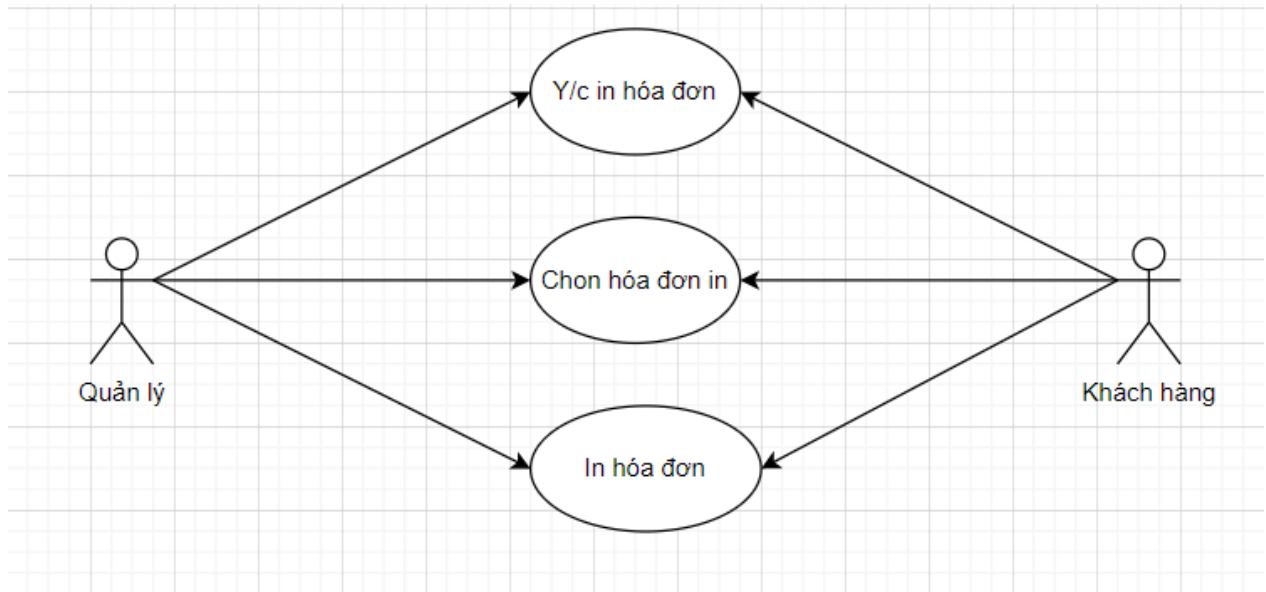 Y/c in hóa đơn
Chon hóa đơn in
Quản lý
Khách hàng
In hóa đơn